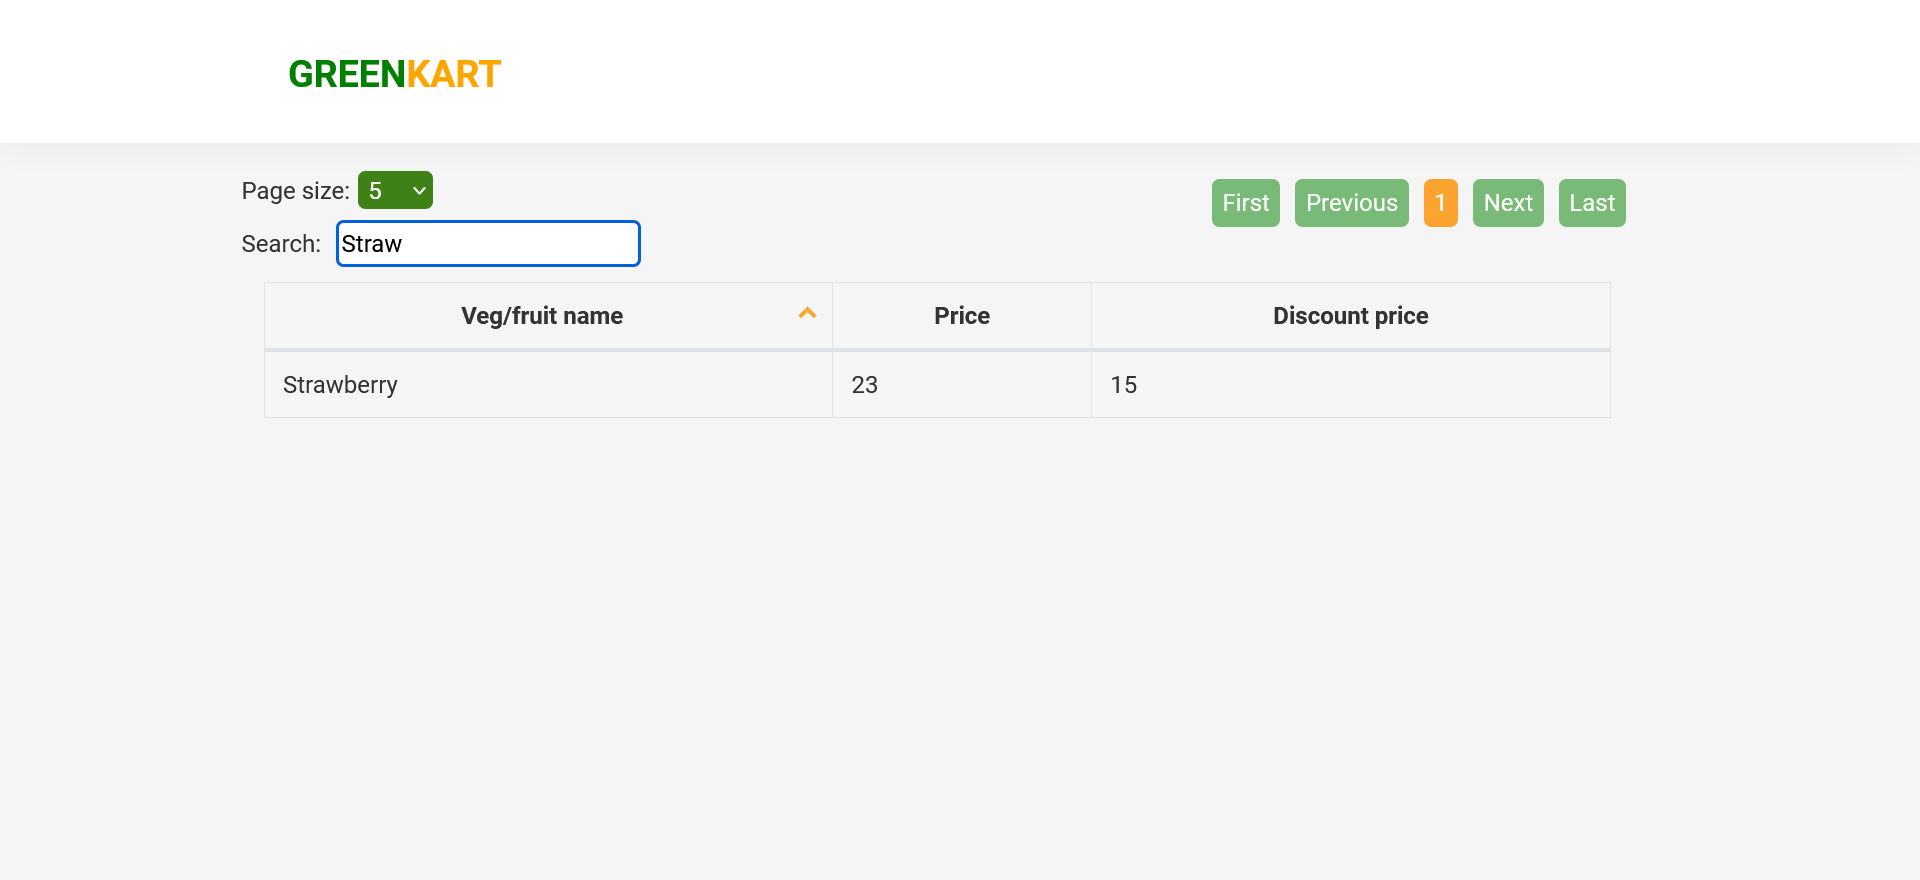 GREENKART
Page size: 5
First Previous 1 Next Last
Search: Straw
Veg/fruit name Price Discount price
Strawberry 23 15